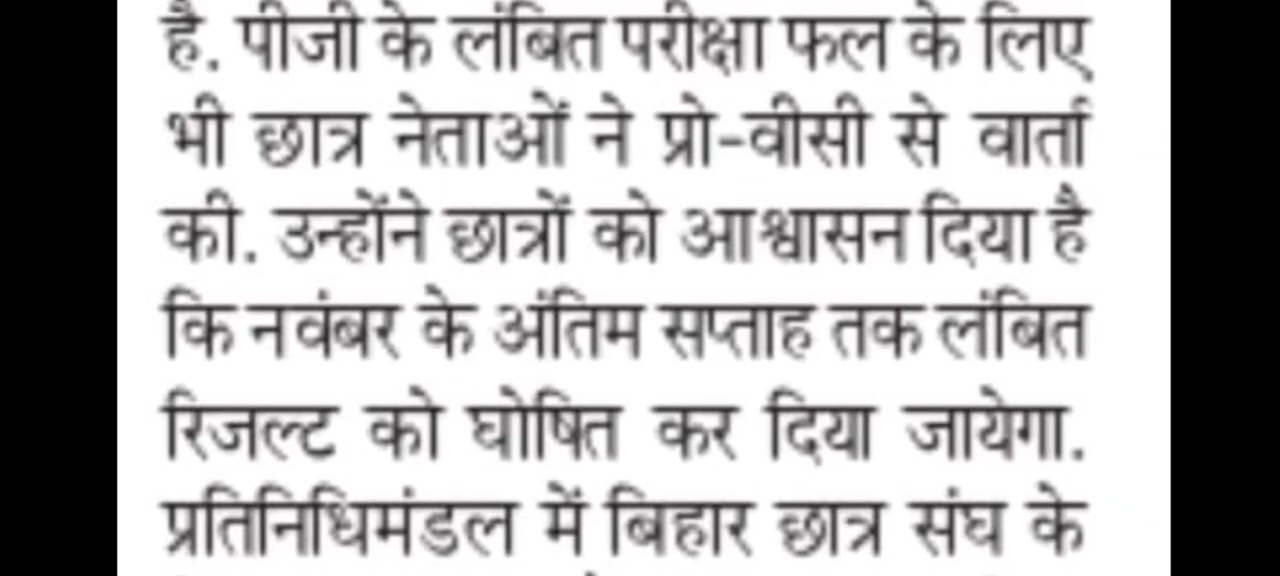 है. पीजी के लंबित परीक्षा फल के लिए
भी छात्र नेताओं ने प्रो-वीसी से वार्ता
की. उन्होंने छात्रों को आश्वासन दिया है
कि नवंबर के अंतिम सप्ताह तक लंबित
रिजल्ट को घोषित कर दिया जायेगा.
प्रतिनिधिमंडल में बिहार छात्र संघ के